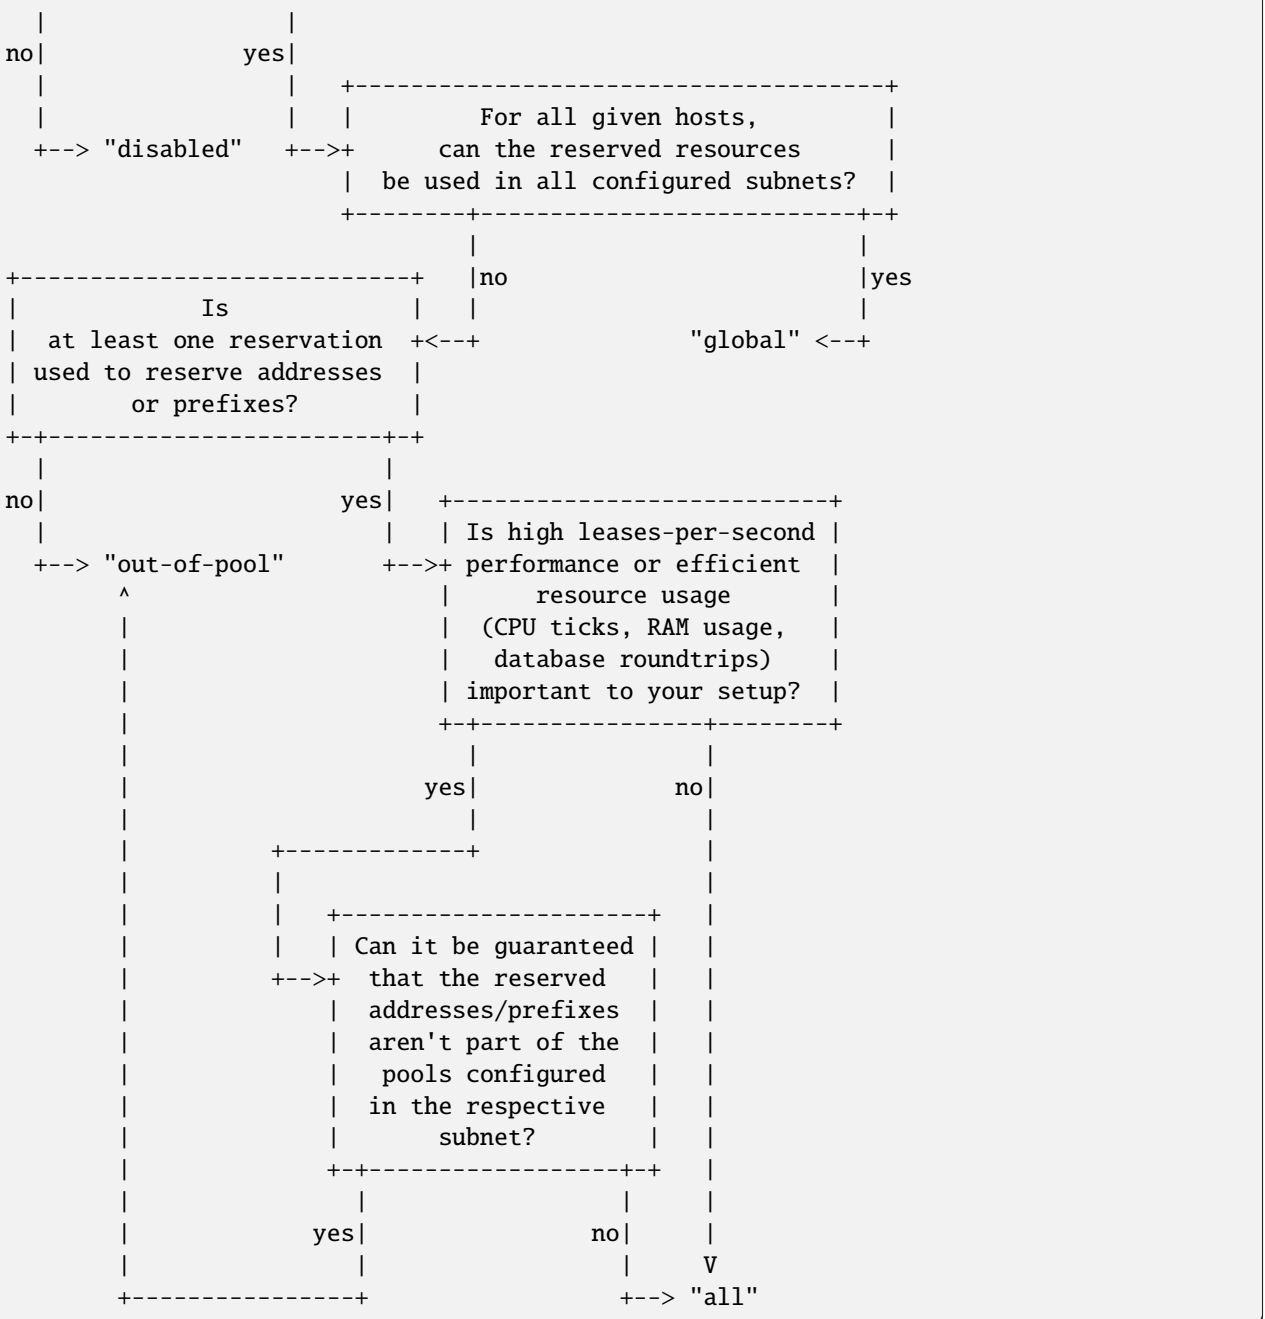 no| yes|
For all given hosts,
+--> "disabled" +-->+ can the reserved resources
be used in all configured subnets?
|no |yes
Is
at least one reservation +<--+ "global" <--+
used to reserve addresses
or prefixes?
no| yes|
Is high leases-per-second
+--> "out-of-pool" +-->+ performance or efficient
^ resource usage
(CPU ticks, RAM usage,
database roundtrips)
important to your setup?
yes| no|
Can it be guaranteed
+-->+ that the reserved
addresses/prefixes
aren't part of the
pools configured
in the respective
subnet?
yes| no|
V
+--> "all"